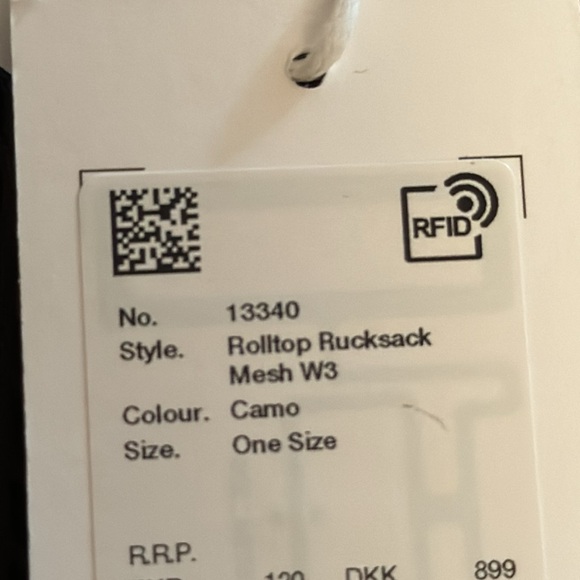 RFID
No. 13340
Style. Rolltop Rucksack
Mesh W3
Colour. Camo
Size. One Size
R.R.P.
DKK 899